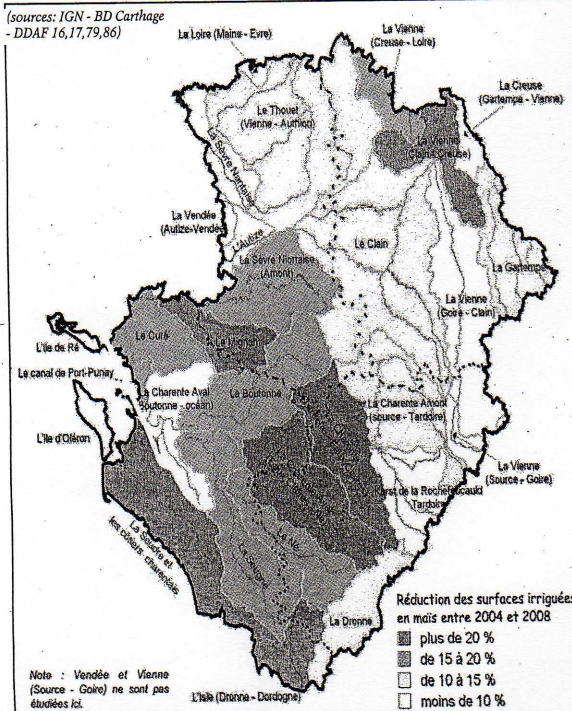 (sources: IGN - BD Carthage
- DDAF 16,17,79,86)
La Loire (Maine - Evre)
La Vienne
(Creuse - Loire)
La Creuse
(Gartempe - Vienne)
Le Thouet
(Vienne - Authion)
La Vienne
(Clain à Creuse)
La Sèvre Nantaise
La Vendée
(Autize-Vendée)
L'Autize
La Sèvre Niortaise
(Amont)
Le Clain
La Gartempe
La Vienne
(Goire - Clain)
Le Curé
Le Mignon
L'île de Ré
Le canal de Port-Punay
La Charente Aval
(Boutonne - océan)
Le Boutonne
La Charente Amont
(source - Tardoire)
L'île d'Oléron
La Vienne
(Source - Goire)
Karst de la Rochefoucauld
Tardoire
La Seudre et
les côtiers charentais
Le Né
La Seugne
La Dronne
L'Isle (Dronne - Dordogne)
Réduction des surfaces irriguées
en maïs entre 2004 et 2008
plus de 20 %
de 15 à 20 %
de 10 à 15 %
moins de 10 %
Note : Vendée et Vienne
(Source - Goire) ne sont pas
étudiées ici.